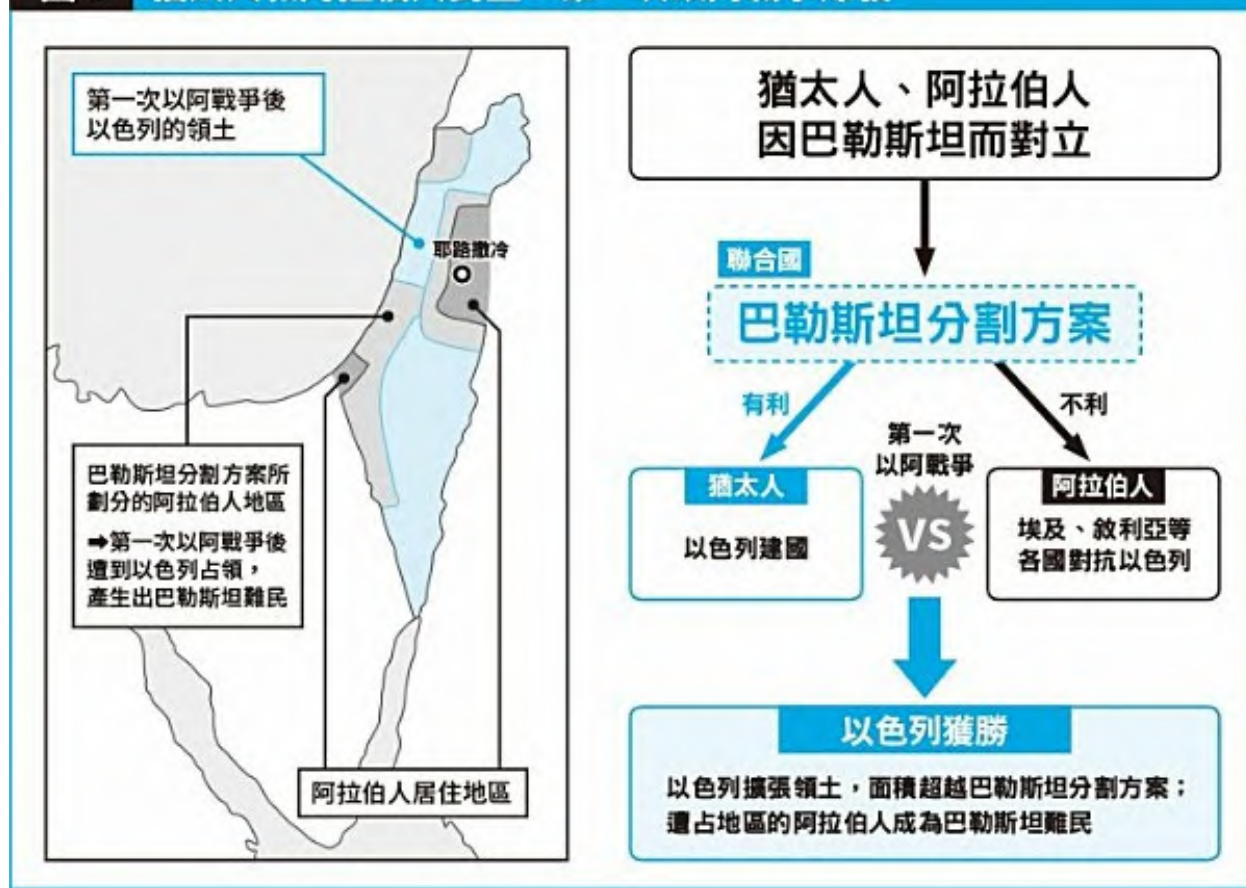 第一次以阿戰爭後
以色列的領土
耶路撒冷
巴勒斯坦分割方案所
劃分的阿拉伯人地區
➡第一次以阿戰爭後
遭到以色列占領，
產生出巴勒斯坦難民
阿拉伯人居住地區
猶太人、阿拉伯人
因巴勒斯坦而對立
聯合國
巴勒斯坦分割方案
有利
不利
第一次
以阿戰爭
VS
猶太人
以色列建國
阿拉伯人
埃及、敘利亞等
各國對抗以色列
以色列獲勝
以色列擴張領土，面積超越巴勒斯坦分割方案；
遭占地區的阿拉伯人成為巴勒斯坦難民